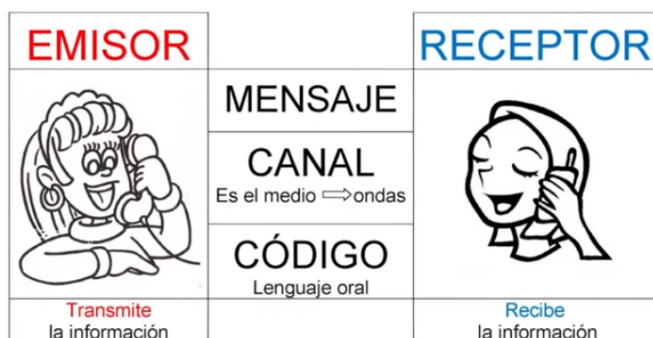 EMISOR
RECEPTOR
MENSAJE
CANAL
Es el medio ⇨ondas
CÓDIGO
Lenguaje oral
Transmite
la información
Recibe
la información